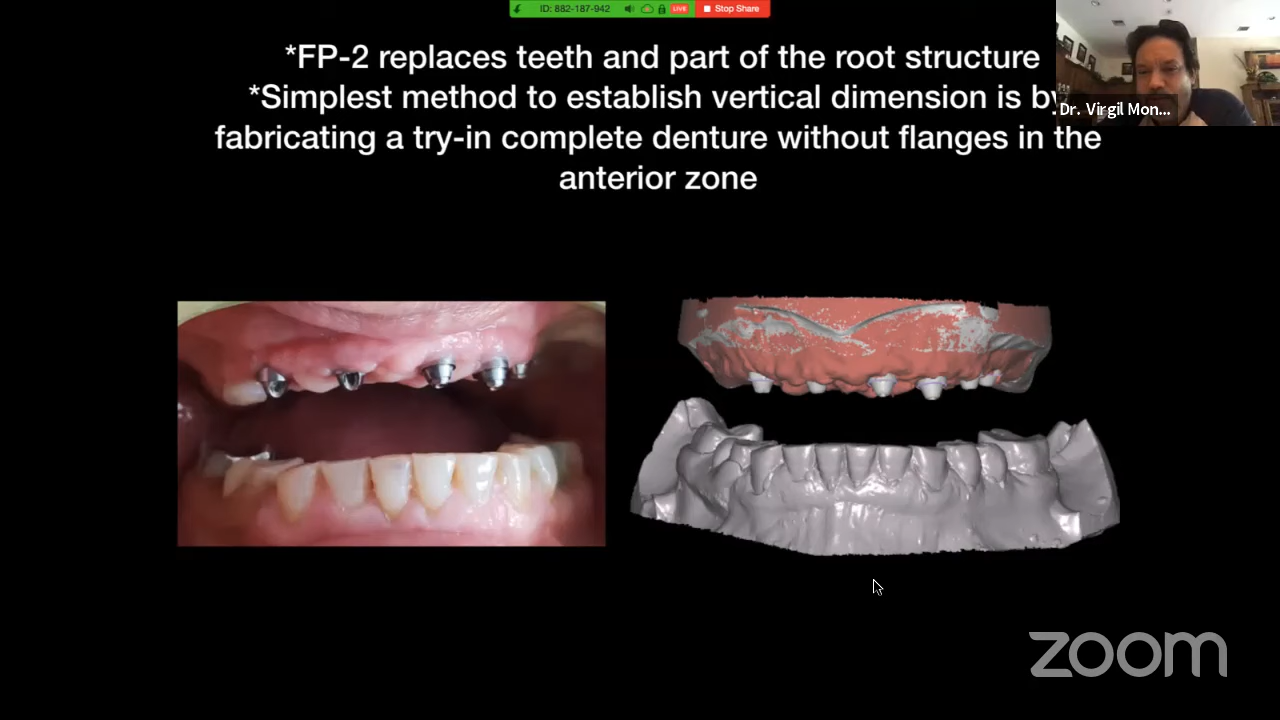 ID: 882-187-942
LIVE
Stop Share
*FP-2 replaces teeth and part of the root structure
*Simplest method to establish vertical dimension is by
fabricating a try-in complete denture without flanges in the
anterior zone
Dr. Virgil Mon...
zoom